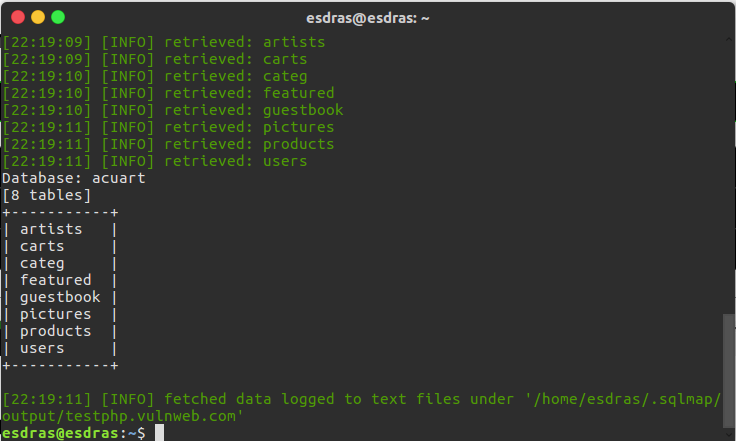 esdras@esdras: ~
[22:19:09] [INFO] retrieved: artists
[22:19:09] [INFO] retrieved: carts
[22:19:10] [INFO] retrieved: categ
[22:19:10] [INFO] retrieved: featured
[22:19:10] [INFO] retrieved: guestbook
[22:19:11] [INFO] retrieved: pictures
[22:19:11] [INFO] retrieved: products
[22:19:11] [INFO] retrieved: users
Database: acuart
[8 tables]
+-----------+
| artists   |
| carts     |
| categ     |
| featured  |
| guestbook |
| pictures  |
| products  |
| users     |
+-----------+
[22:19:11] [INFO] fetched data logged to text files under '/home/esdras/.sqlmap/
output/testphp.vulnweb.com'
esdras@esdras:~$